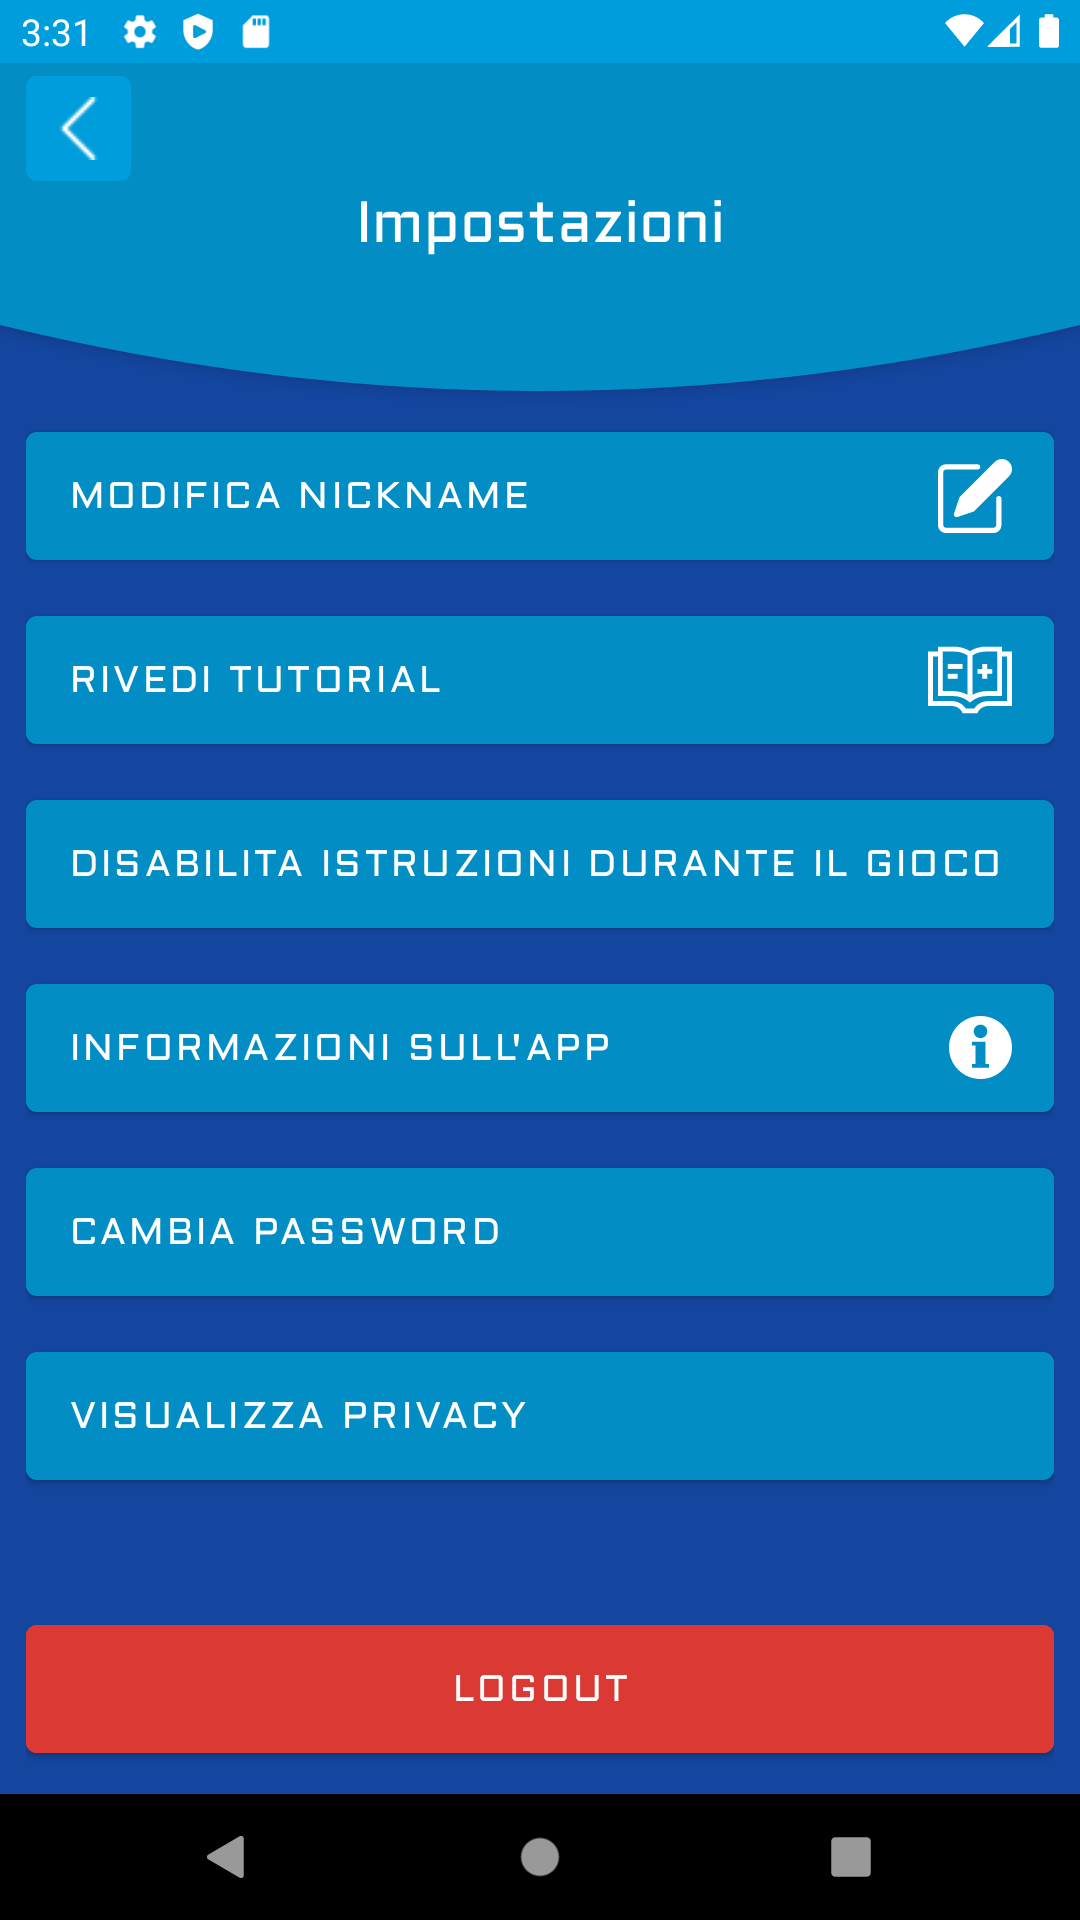 3:31
Impostazioni
MODIFICA NICKNAME
RIVEDI TUTORIAL
DISABILITA ISTRUZIONI DURANTE IL GIOCO
INFORMAZIONI SULL'APP
CAMBIA PASSWORD
VISUALIZZA PRIVACY
LOGOUT